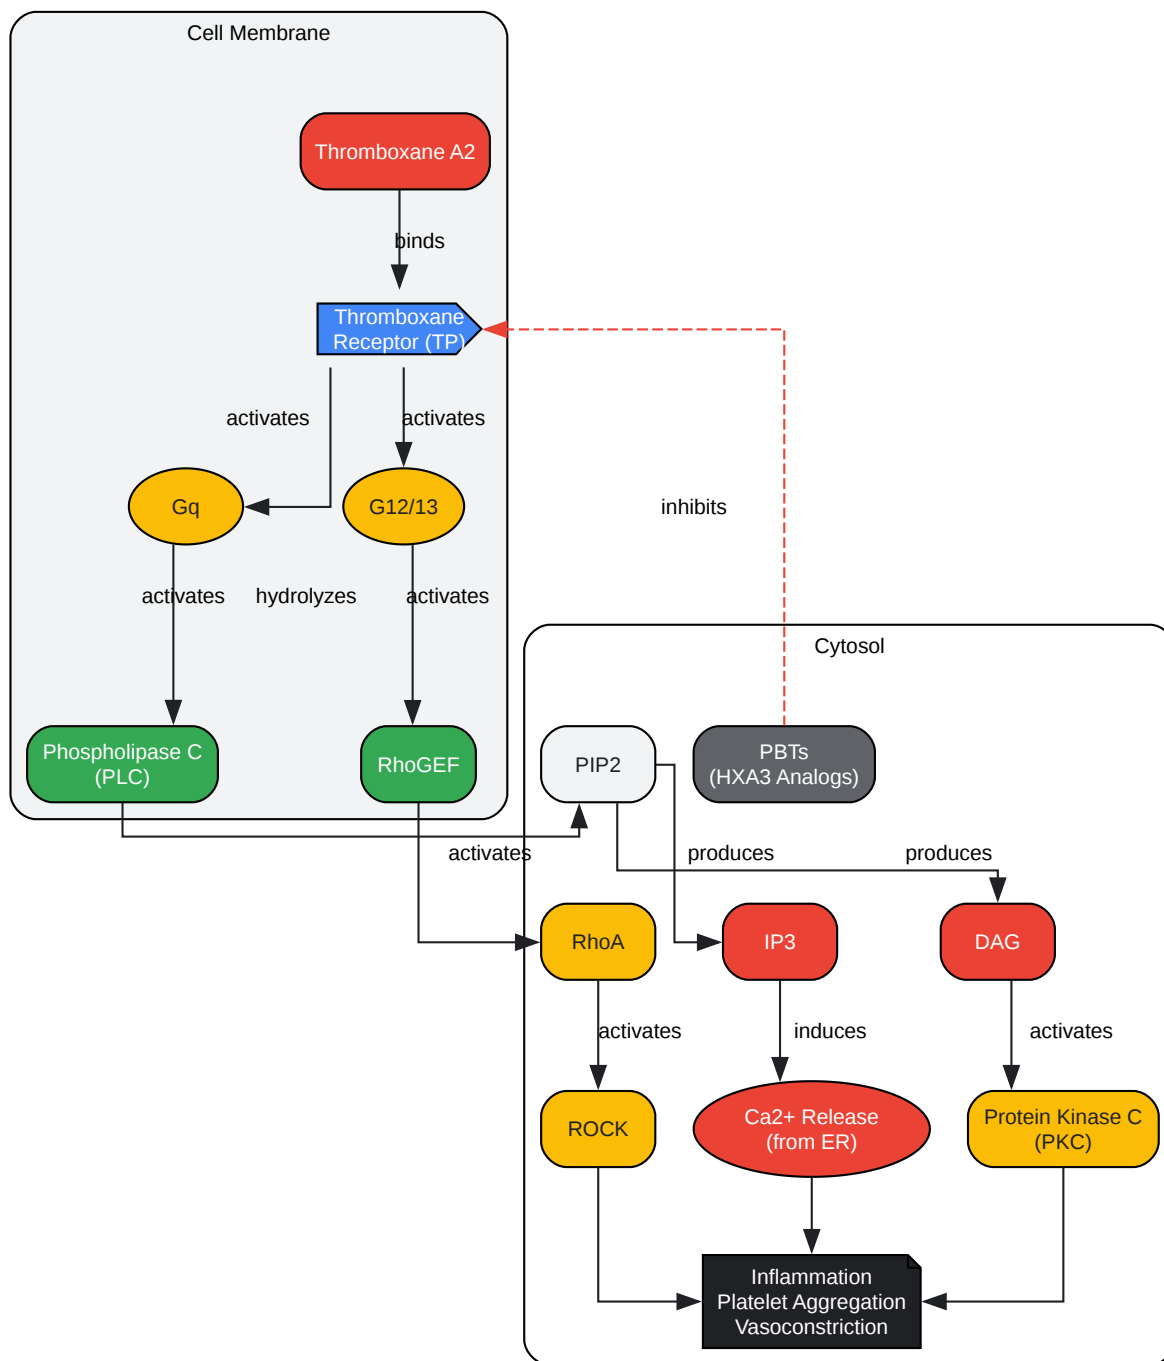 Cell Membrane
Thromboxane A2
binds
Thromboxane
Receptor (TP)
activates
activates
Gq
G12/13
inhibits
activates
hydrolyzes
activates
Cytosol
Phospholipase C
(PLC)
RhoGEF
PIP2
PBTs
(HXA3 Analogs)
activates
produces
produces
RhoA
IP3
DAG
activates
induces
activates
ROCK
Ca2+ Release
(from ER)
Protein Kinase C
(PKC)
Inflammation
Platelet Aggregation
Vasoconstriction